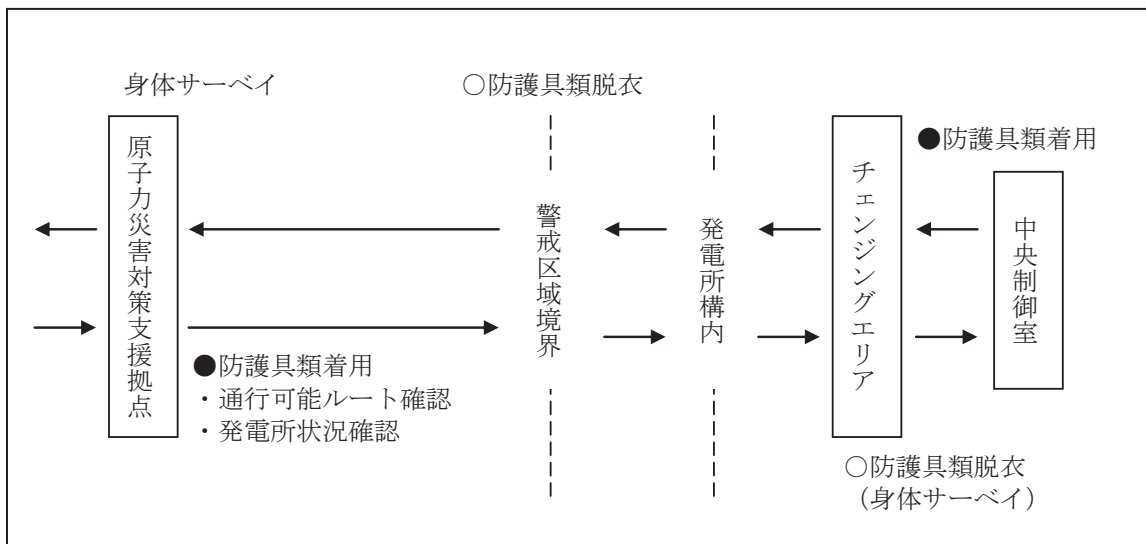 身体サーベイ
○防護具類脱衣
●防護具類着用
原子力災害対策支援拠点
警戒区域境界
発電所構内
チェンジングエリア
中央制御室
●防護具類着用
・通行可能ルート確認
・発電所状況確認
○防護具類脱衣
（身体サーベイ）